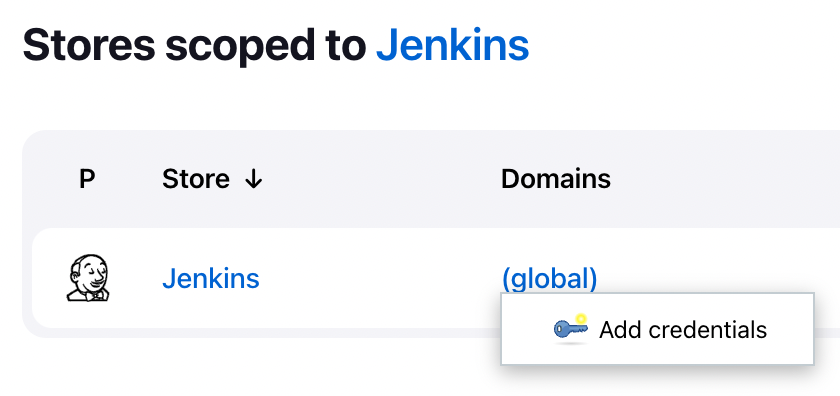 Stores scoped to Jenkins
P Store ↓ Domains
Jenkins (global)
Add credentials